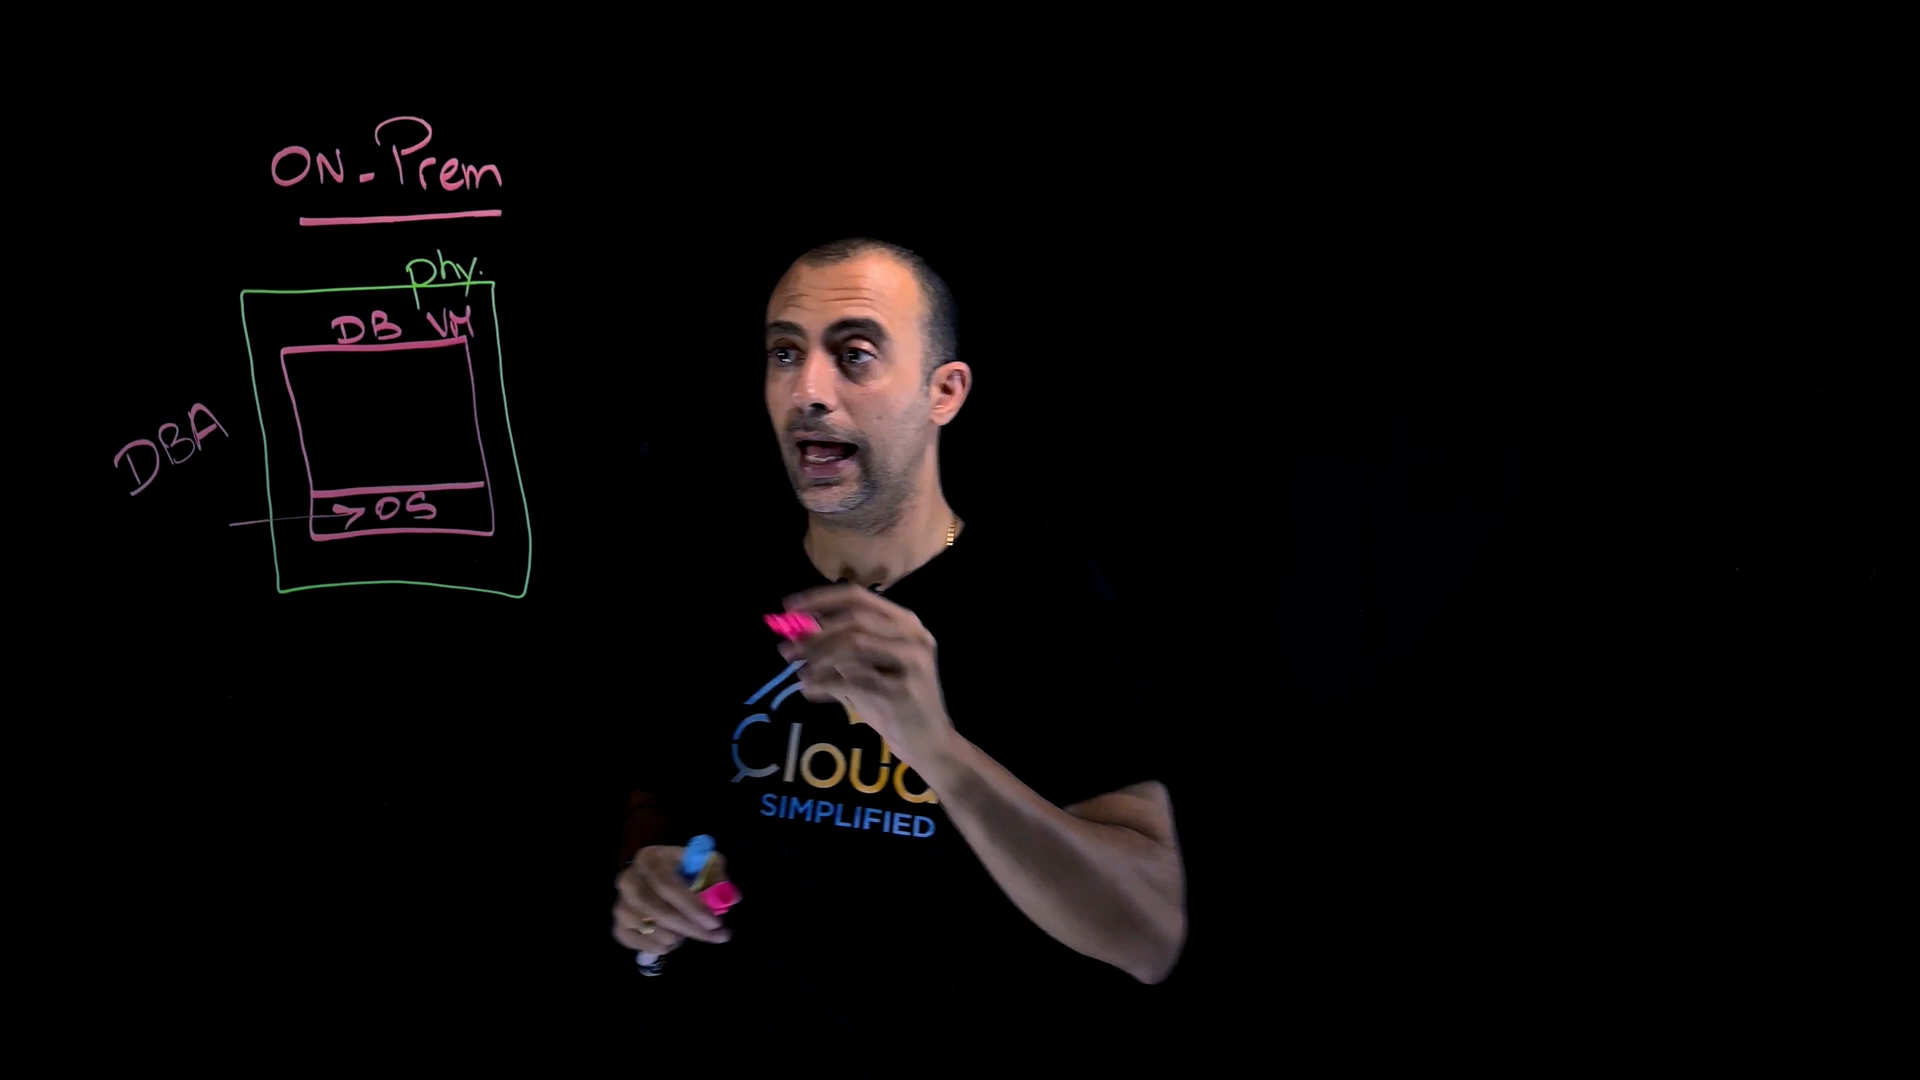 ON-Prem
phy.
DB VM
DBA
OS
Cloud
SIMPLIFIED